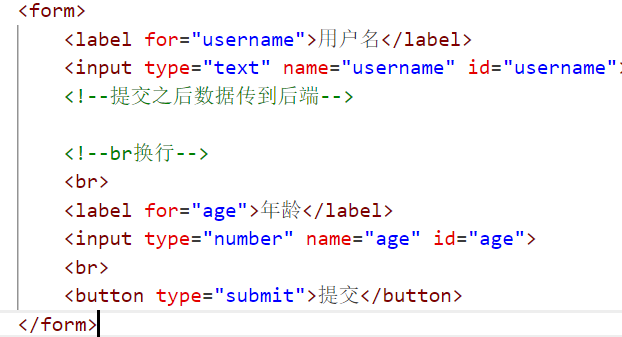 <form>
<label for="username">用户名</label>
<input type="text" name="username" id="username">
<!--提交之后数据传到后端-->
<!--br换行-->
<br>
<label for="age">年龄</label>
<input type="number" name="age" id="age">
<br>
<button type="submit">提交</button>
</form>